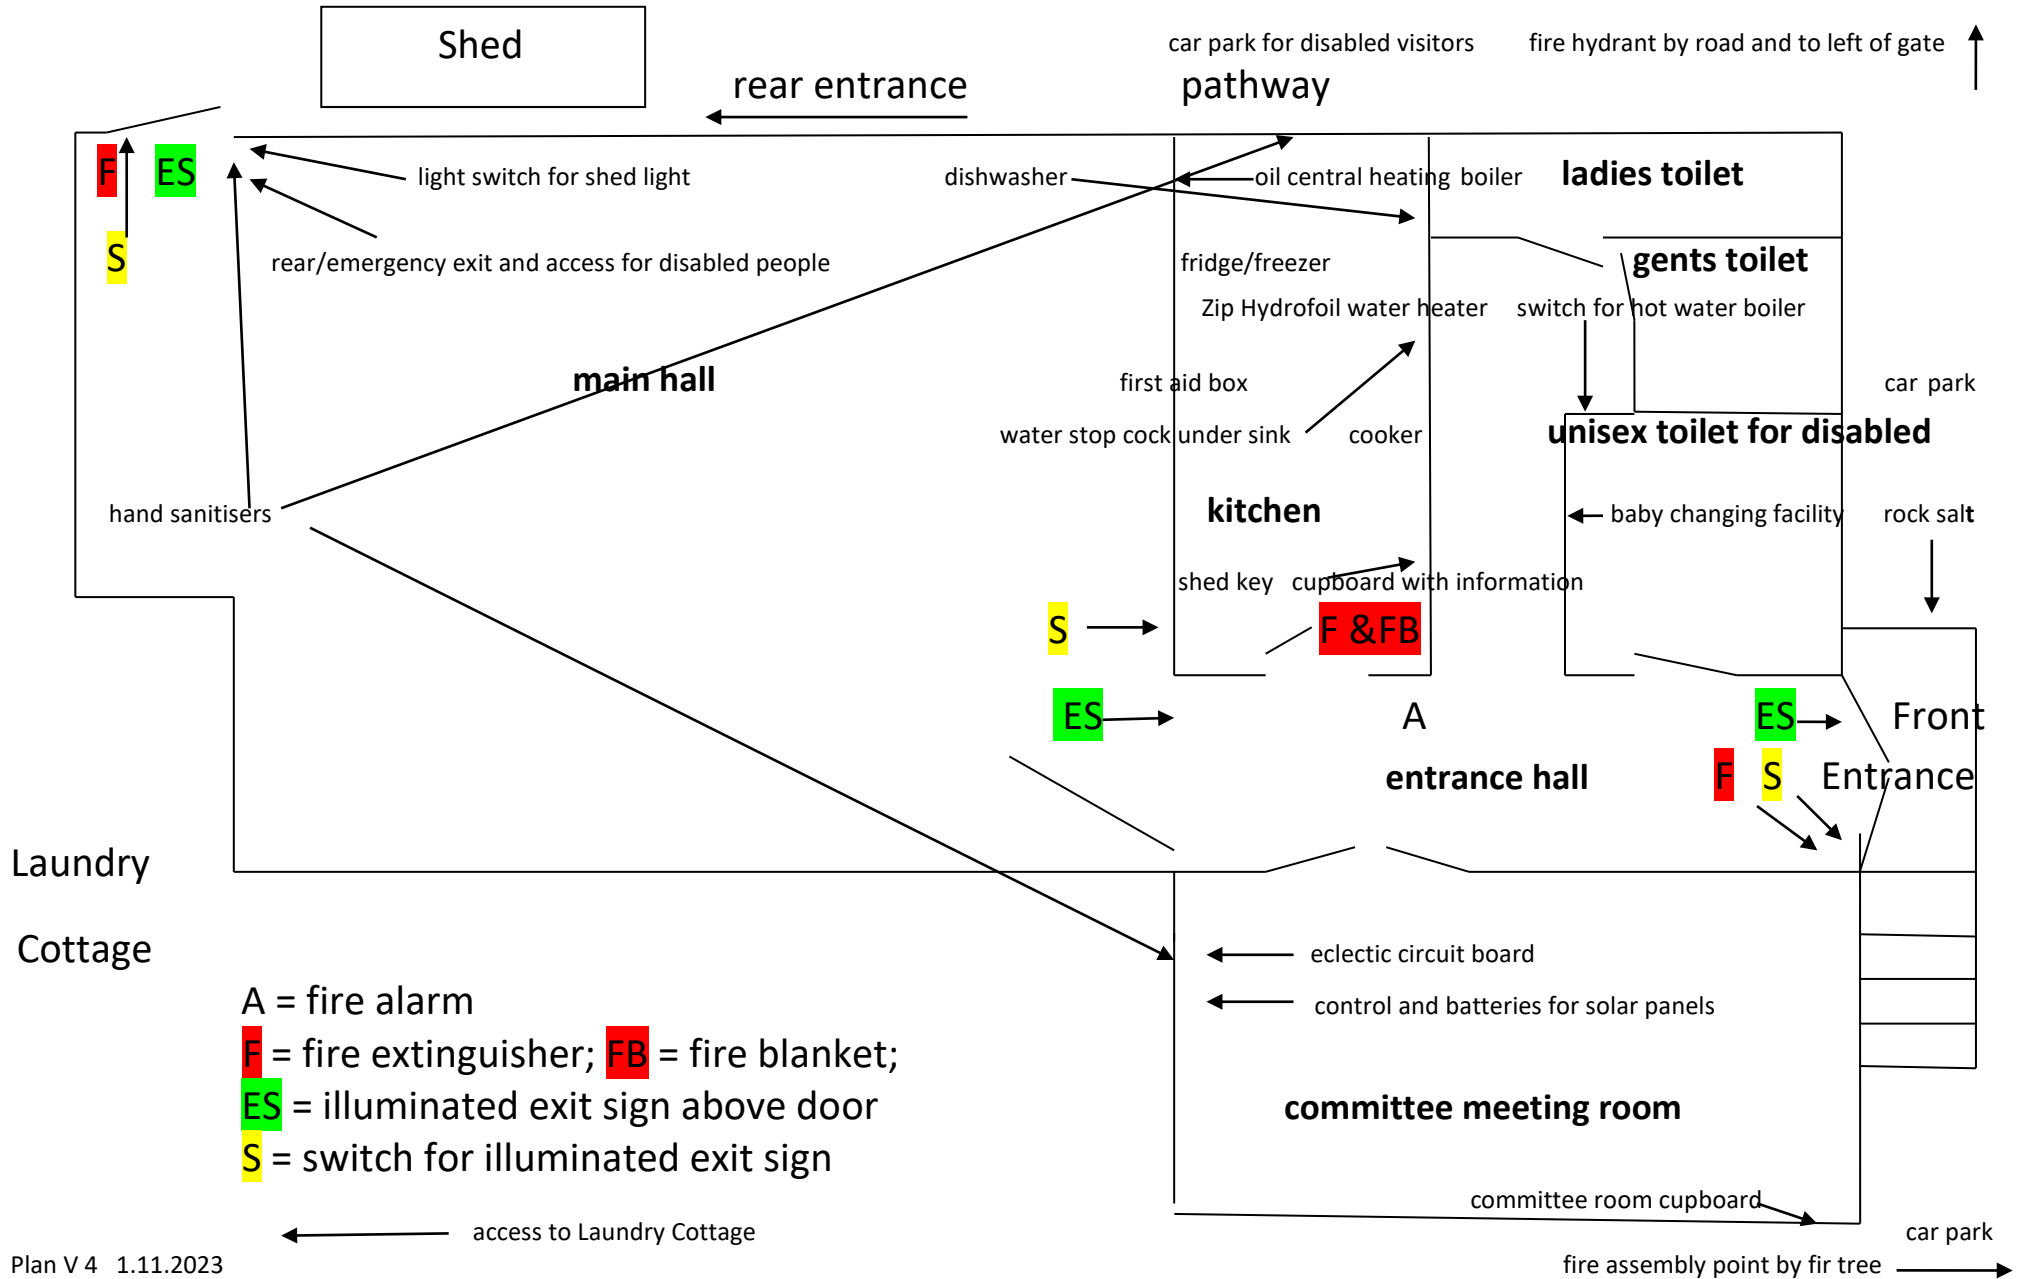 Shed
car park for disabled visitors
fire hydrant by road and to left of gate
rear entrance
pathway
F
ES
light switch for shed light
dishwasher
oil central heating boiler
ladies toilet
S
rear/emergency exit and access for disabled people
fridge/freezer
gents toilet
Zip Hydrofoil water heater
switch for hot water boiler
main hall
first aid box
car park
water stop cock under sink
cooker
unisex toilet for disabled
hand sanitisers
kitchen
baby changing facility
rock salt
shed key
cupboard with information
S
F &FB
ES
A
ES
Front
entrance hall
F
S
Entrance
Laundry
Cottage
eclectic circuit board
A = fire alarm
control and batteries for solar panels
F = fire extinguisher; FB = fire blanket;
ES = illuminated exit sign above door
committee meeting room
S = switch for illuminated exit sign
committee room cupboard
access to Laundry Cottage
car park
Plan V 4 1.11.2023
fire assembly point by fir tree